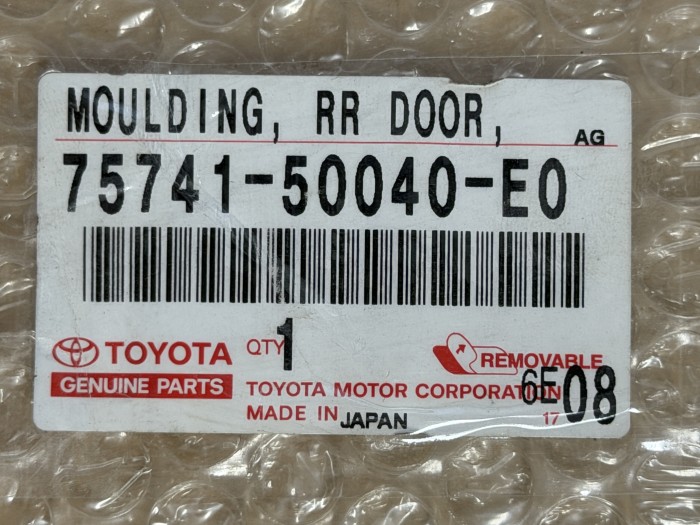 MOULDING, RR DOOR, AG
75741-50040-E0
TOYOTA QTY 1 REMOVABLE
GENUINE PARTS TOYOTA MOTOR CORPORATION 6E08
MADE IN JAPAN 17